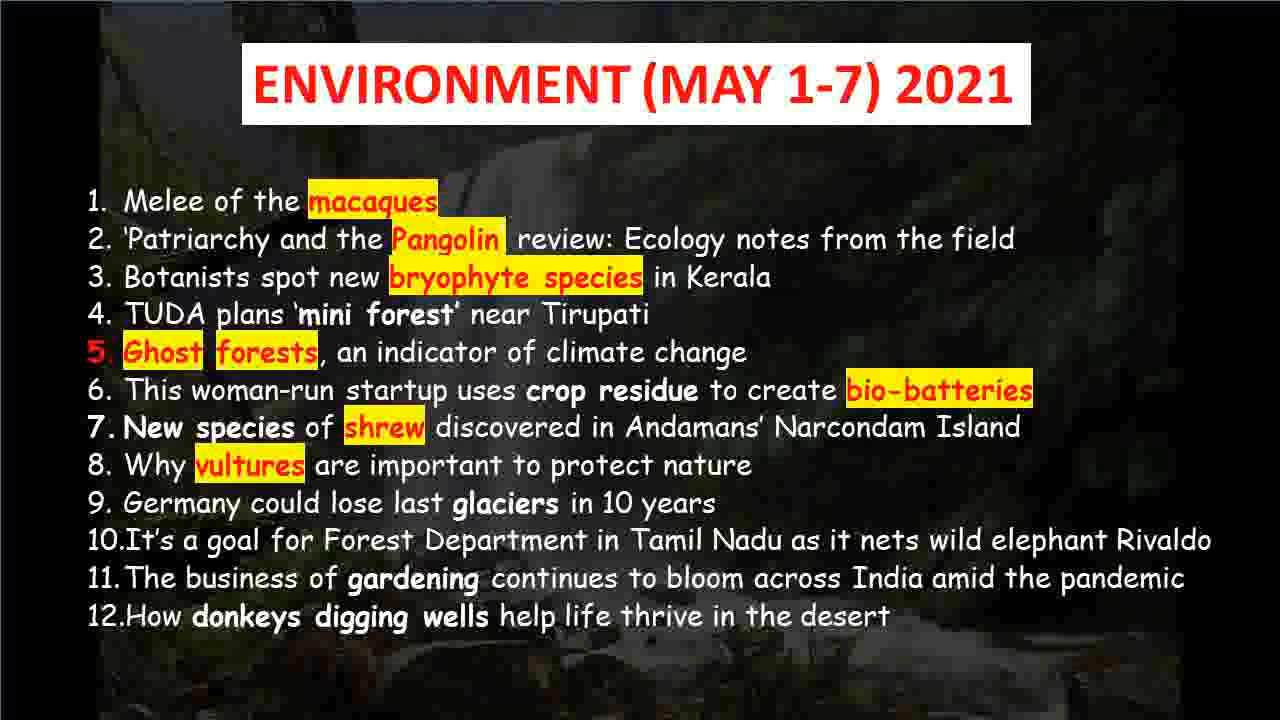 ENVIRONMENT (MAY 1-7) 2021
1. Melee of the macaques
2. ‘Patriarchy and the Pangolin review: Ecology notes from the field
3. Botanists spot new bryophyte species in Kerala
4. TUDA plans ‘mini forest’ near Tirupati
5. Ghost forests, an indicator of climate change
6. This woman-run startup uses crop residue to create bio-batteries
7. New species of shrew discovered in Andamans’ Narcondam Island
8. Why vultures are important to protect nature
9. Germany could lose last glaciers in 10 years
10.It’s a goal for Forest Department in Tamil Nadu as it nets wild elephant Rivaldo
11. The business of gardening continues to bloom across India amid the pandemic
12.How donkeys digging wells help life thrive in the desert